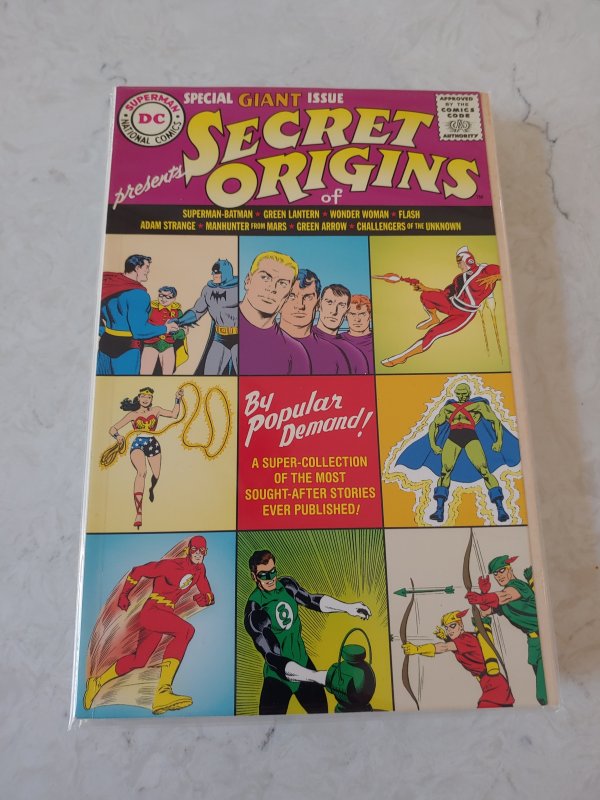 SUPERMAN
DC
NATIONAL COMICS
SPECIAL GIANT ISSUE
APPROVED
BY THE
COMICS
CODE
AUTHORITY
presents
SECRET
ORIGINS
of
TM
SUPERMAN-BATMAN ★ GREEN LANTERN ★ WONDER WOMAN ★ FLASH
ADAM STRANGE ★ MANHUNTER FROM MARS ★ GREEN ARROW ★ CHALLENGERS OF THE UNKNOWN
R
By
Popular
Demand!
A SUPER-COLLECTION
OF THE MOST
SOUGHT-AFTER STORIES
EVER PUBLISHED!